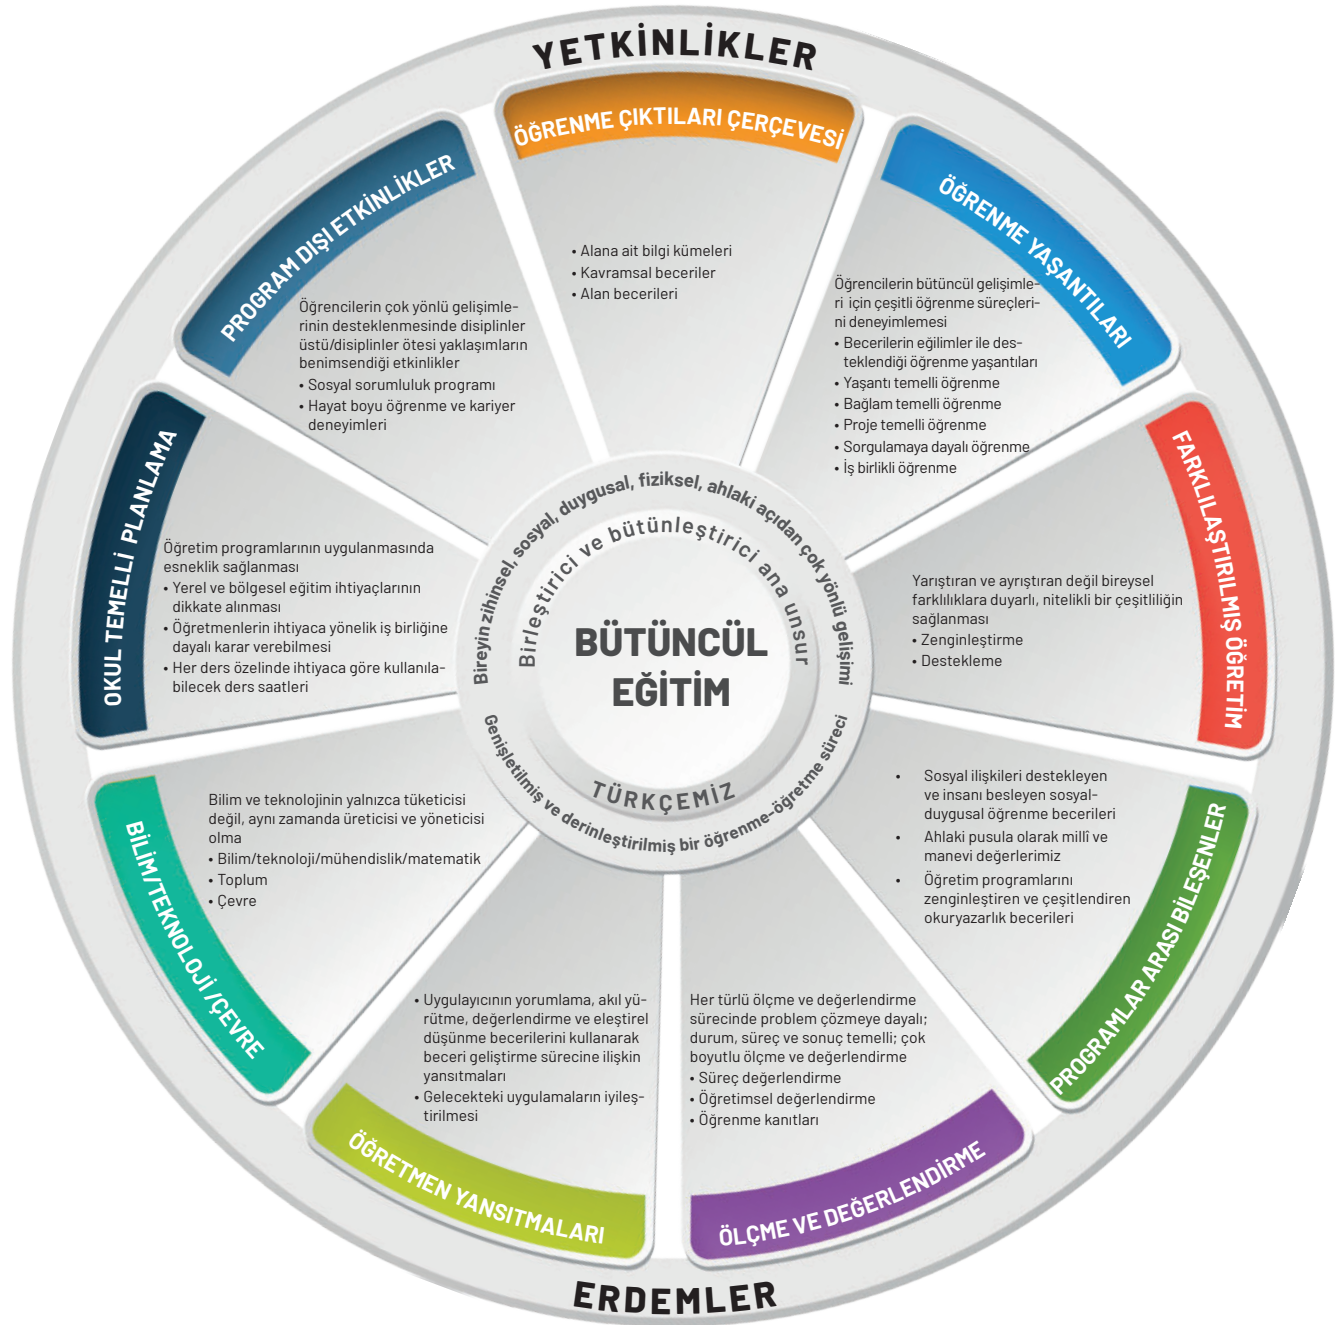 YETKİNLİKLER
ÖĞRENME ÇIKTILARI ÇERÇEVESİ
• Alana ait bilgi kümeleri
• Kavramsal beceriler
• Alan becerileri
ÖĞRENME YAŞANTILARI
Öğrencilerin bütüncül gelişimle-
ri için çeşitli öğrenme süreçleri-
ni deneyimlemesi
• Becerilerin eğilimler ile des-
teklendiği öğrenme yaşantıları
• Yaşantı temelli öğrenme
• Bağlam temelli öğrenme
• Proje temelli öğrenme
• Sorgulamaya dayalı öğrenme
• İş birlikli öğrenme
FARKLILAŞTIRILMIŞ ÖĞRETİM
Yarıştıran ve ayrıştıran değil bireysel
farklılıklara duyarlı, nitelikli bir çeşitliliğin
sağlanması
• Zenginleştirme
• Destekleme
PROGRAMLAR ARASI BİLEŞENLER
• Sosyal ilişkileri destekleyen
ve insanı besleyen sosyal-
duygusal öğrenme becerileri
• Ahlaki pusula olarak millî ve
manevi değerlerimiz
• Öğretim programlarını
zenginleştiren ve çeşitlendiren
okuryazarlık becerileri
ÖLÇME VE DEĞERLENDİRME
Her türlü ölçme ve değerlendirme
sürecinde problem çözmeye dayalı;
durum, süreç ve sonuç temelli; çok
boyutlu ölçme ve değerlendirme
• Süreç değerlendirme
• Öğretimsel değerlendirme
• Öğrenme kanıtları
ÖĞRETMEN YANSITMALARI
• Uygulayıcının yorumlama, akıl yü-
rütme, değerlendirme ve eleştirel
düşünme becerilerini kullanarak
beceri geliştirme sürecine ilişkin
yansıtmaları
• Gelecekteki uygulamaların iyileş-
tirilmesi
BİLİM/TEKNOLOJİ /ÇEVRE
Bilim ve teknolojinin yalnızca tüketicisi
değil, aynı zamanda üreticisi ve yöneticisi
olma
• Bilim/teknoloji/mühendislik/matematik
• Toplum
• Çevre
OKUL TEMELLİ PLANLAMA
Öğretim programlarının uygulanmasında
esneklik sağlanması
• Yerel ve bölgesel eğitim ihtiyaçlarının
dikkate alınması
• Öğretmenlerin ihtiyaca yönelik iş birliğine
dayalı karar verebilmesi
• Her ders özelinde ihtiyaca göre kullanıla-
bilecek ders saatleri
PROGRAM DIŞI ETKİNLİKLER
Öğrencilerin çok yönlü gelişimle-
rinin desteklenmesinde disiplinler
üstü/disiplinler ötesi yaklaşımların
benimsendiği etkinlikler
• Sosyal sorumluluk programı
• Hayat boyu öğrenme ve kariyer
deneyimleri
Bireyin zihinsel, sosyal, duygusal, fiziksel, ahlaki açıdan çok yönlü gelişimi
Birleştirici ve bütünleştirici ana unsur
BÜTÜNCÜL
EĞİTİM
TÜRKÇEMİZ
Genişletilmiş ve derinleştirilmiş bir öğrenme-öğretme süreci
ERDEMLER